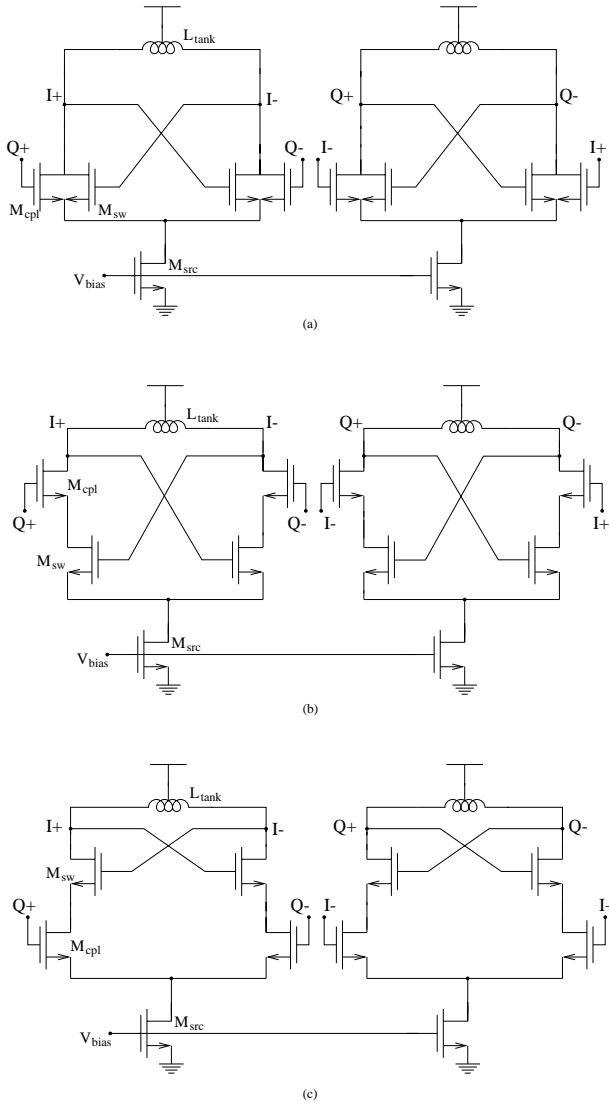 L_tank
I+ I- Q+ Q-
Q+ Q- I- I+
M_cpl M_sw
M_src
V_bias
(a)
I+ L_tank I- Q+ Q-
M_cpl
Q+ Q- I- I+
M_sw
M_src
V_bias
(b)
L_tank
I+ I- Q+ Q-
M_sw
Q+ Q- I-
M_cpl
M_src
V_bias
(c)